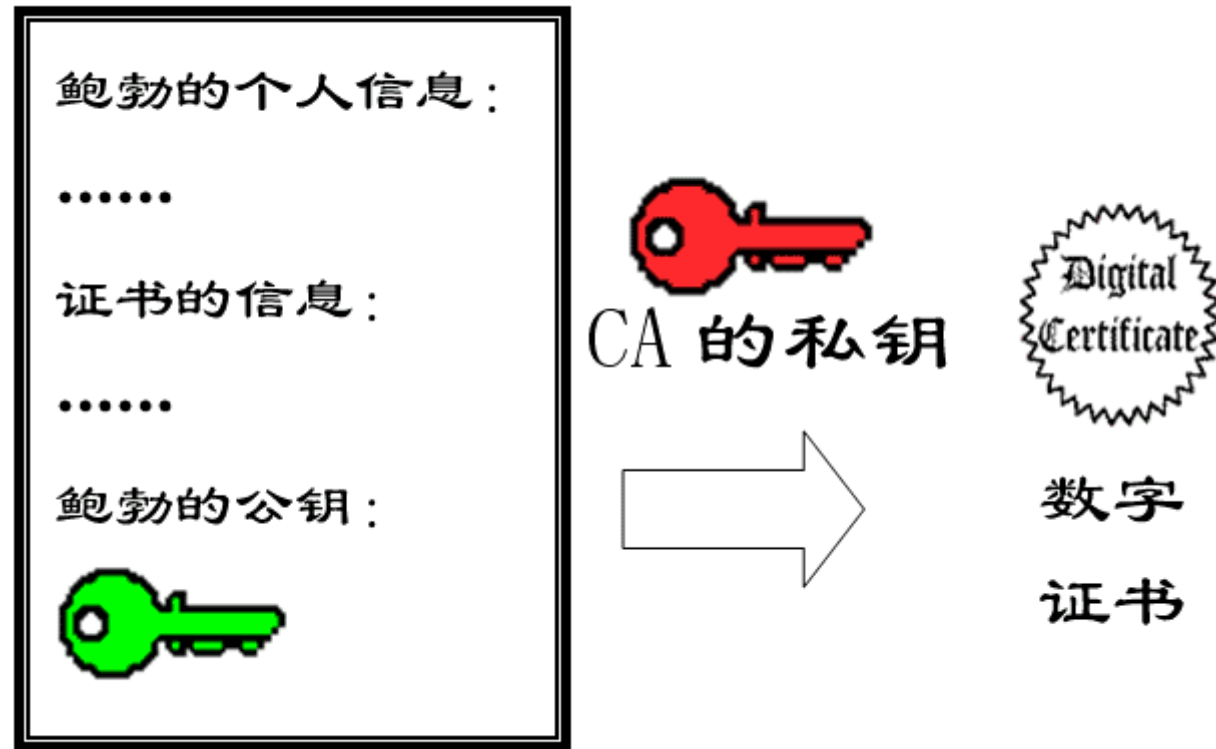 鲍勃的个人信息：
……
证书的信息：
……
鲍勃的公钥：
CA 的私钥
Digital
Certificate
数字
证书